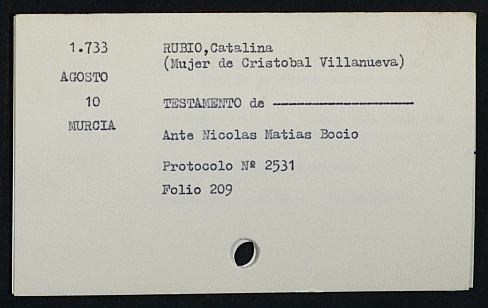 1.733 RUBIO,Catalina
(Mujer de Cristobal Villanueva)
AGOSTO
10 TESTAMENTO de --------------------
MURCIA
Ante Nicolas Matias Bocio
Protocolo Nº 2531
Folio 209